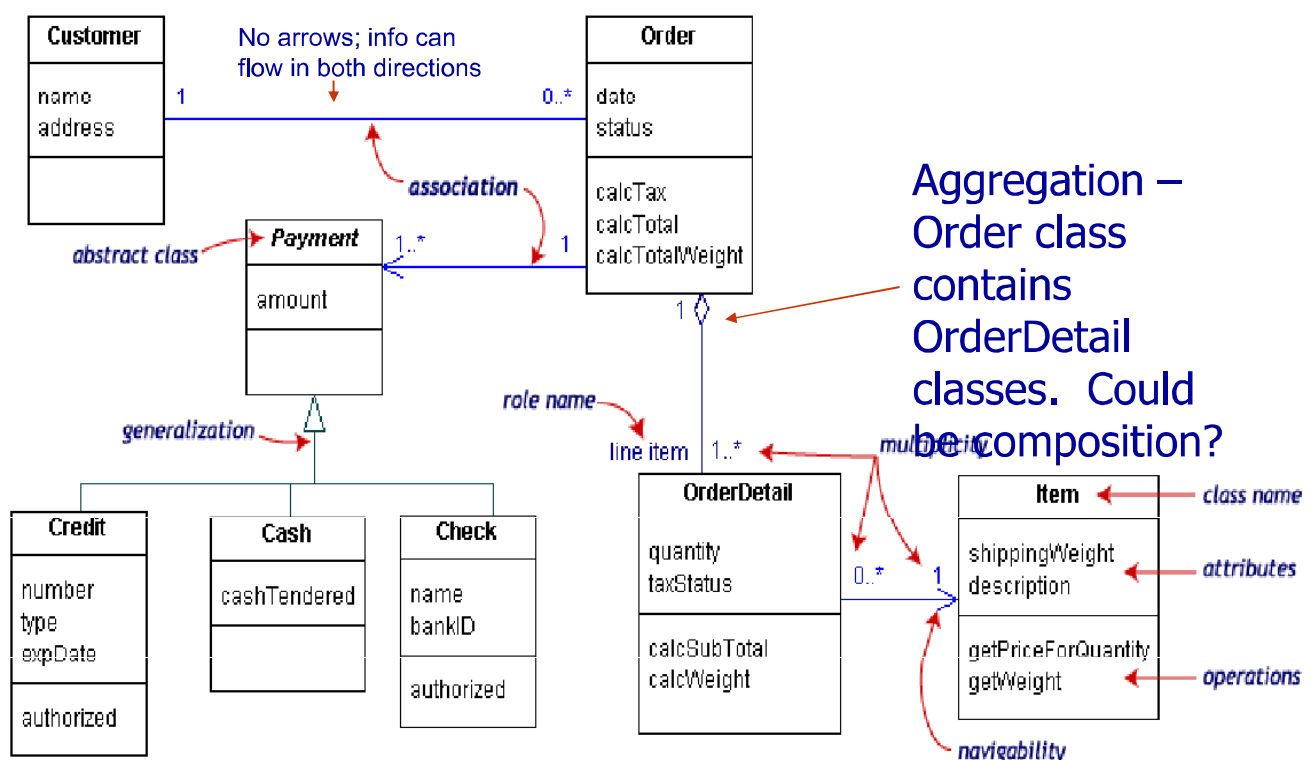 Customer
name
address
No arrows; info can
flow in both directions
1
0..*
Order
date
status
calcTax
calcTotal
calcTotalWeight
association
abstract class
Payment
amount
1..*
1
Aggregation –
Order class
contains
OrderDetail
classes. Could
be composition?
1
generalization
role name
line item
1..*
multiplicity
Credit
number
type
expDate
authorized
Cash
cashTendered
Check
name
bankID
authorized
OrderDetail
quantity
taxStatus
calcSubTotal
calcWeight
0..*
1
Item
shippingWeight
description
getPriceForQuantity
getWeight
class name
attributes
operations
navigability